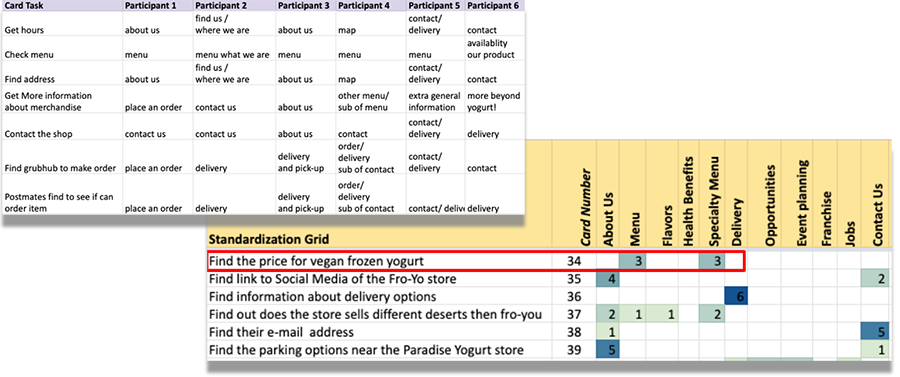 Card Task Participant 1 Participant 2 Participant 3 Participant 4 Participant 5 Participant 6
find us / contact/
Get hours about us where we are about us map delivery contact
availablity
Check menu menu menu what we are menu menu menu our product
find us / contact/
Find address about us where we are about us map delivery contact
Get More information other menu/ extra general more beyond
about merchandise place an order contact us about us sub of menu information yogurt!
contact/
Contact the shop contact us contact us about us contact delivery delivery
order/
delivery delivery contact/
Find grubhub to make order place an order delivery and pick-up sub of contact delivery contact
order/
Postmates find to see if can delivery delivery
order item place an order delivery and pick-up sub of contact contact/ deliv delivery
Standardization Grid Card Number About Us Menu Flavors Health Benefits Specialty Menu Delivery Opportunities Event planning Franchise Jobs Contact Us
Find the price for vegan frozen yogurt 34 3 3
Find link to Social Media of the Fro-Yo store 35 4 2
Find information about delivery options 36 6
Find out does the store sells different deserts then fro-you 37 2 1 1 2
Find their e-mail address 38 1 5
Find the parking options near the Paradise Yogurt store 39 5 1